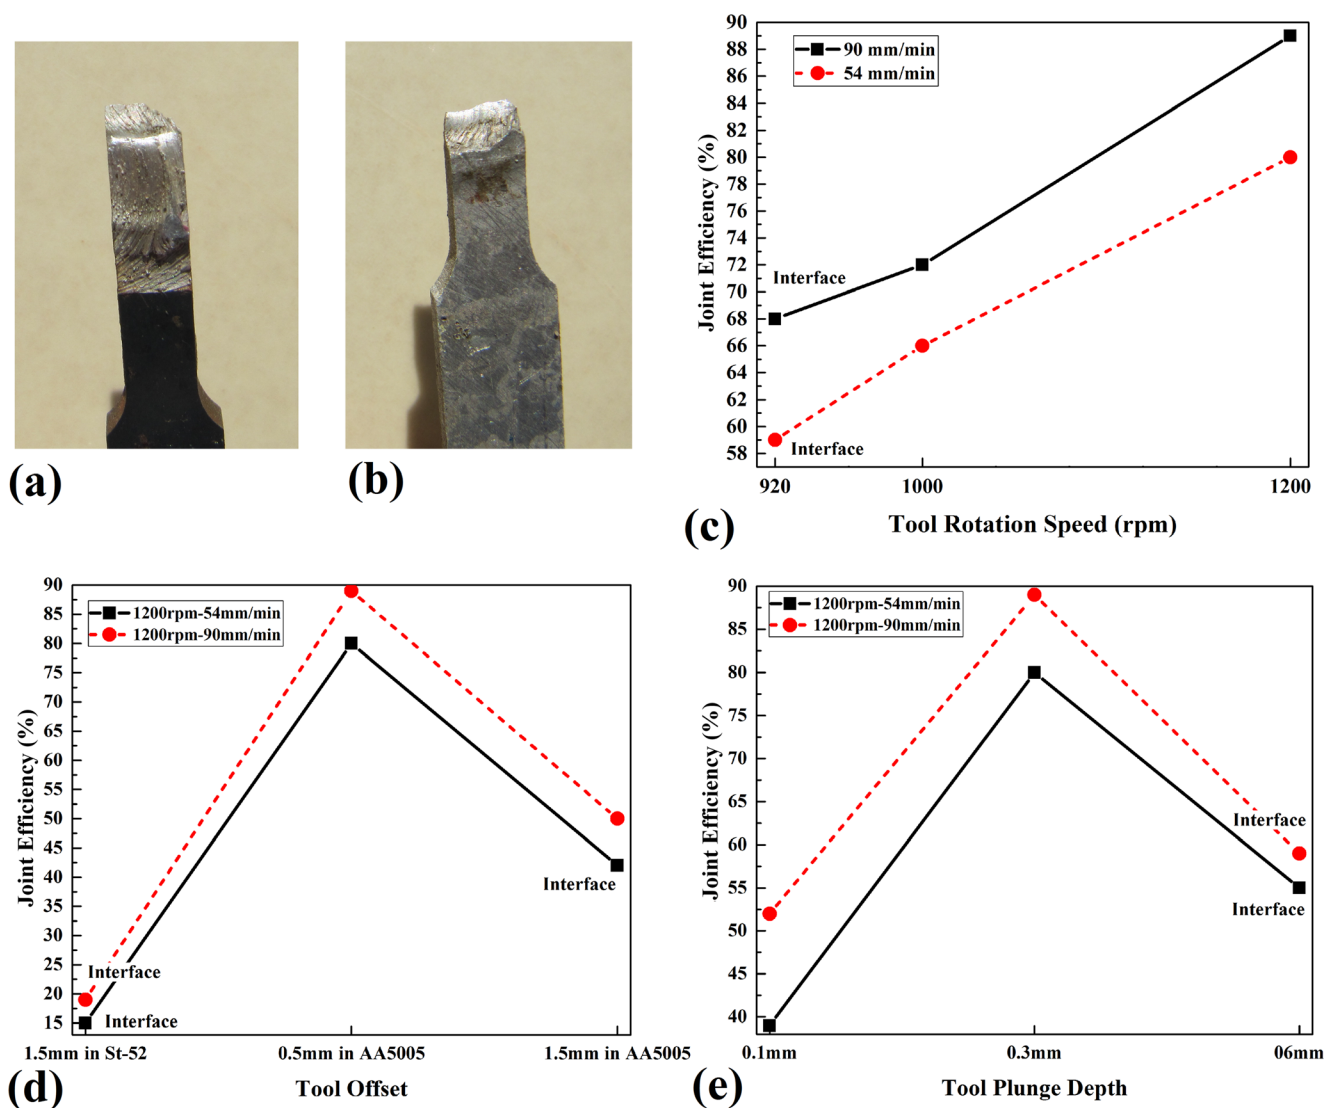 (a)
(b)
90
88
86
84
82
80
78
76
74
72
70
68
66
64
62
60
58
Joint Efficiency (%)
90 mm/min
54 mm/min
Interface
Interface
920
1000
1200
Tool Rotation Speed (rpm)
(c)
90
85
80
75
70
65
60
55
50
45
40
35
30
25
20
15
Joint Efficiency (%)
1200rpm-54mm/min
1200rpm-90mm/min
Interface
Interface
Interface
1.5mm in St-52
0.5mm in AA5005
1.5mm in AA5005
Tool Offset
(d)
90
85
80
75
70
65
60
55
50
45
40
Joint Efficiency (%)
1200rpm-54mm/min
1200rpm-90mm/min
Interface
Interface
0.1mm
0.3mm
06mm
Tool Plunge Depth
(e)